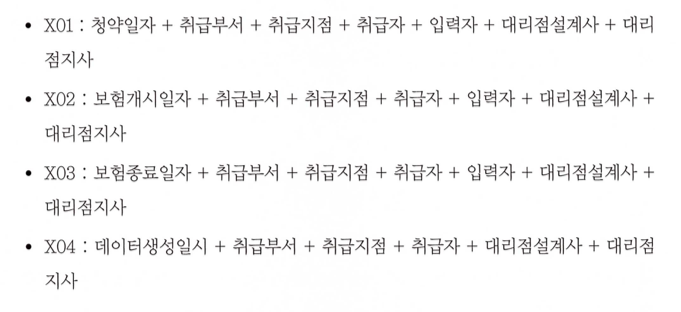 • X01 : 청약일자 + 취급부서 + 취급지점 + 취급자 + 입력자 + 대리점설계사 + 대리
점지사
• X02 : 보험개시일자 + 취급부서 + 취급지점 + 취급자 + 입력자 + 대리점설계사 +
대리점지사
• X03 : 보험종료일자 + 취급부서 + 취급지점 + 취급자 + 입력자 + 대리점설계사 +
대리점지사
• X04 : 데이터생성일시 + 취급부서 + 취급지점 + 취급자 + 대리점설계사 + 대리점
지사